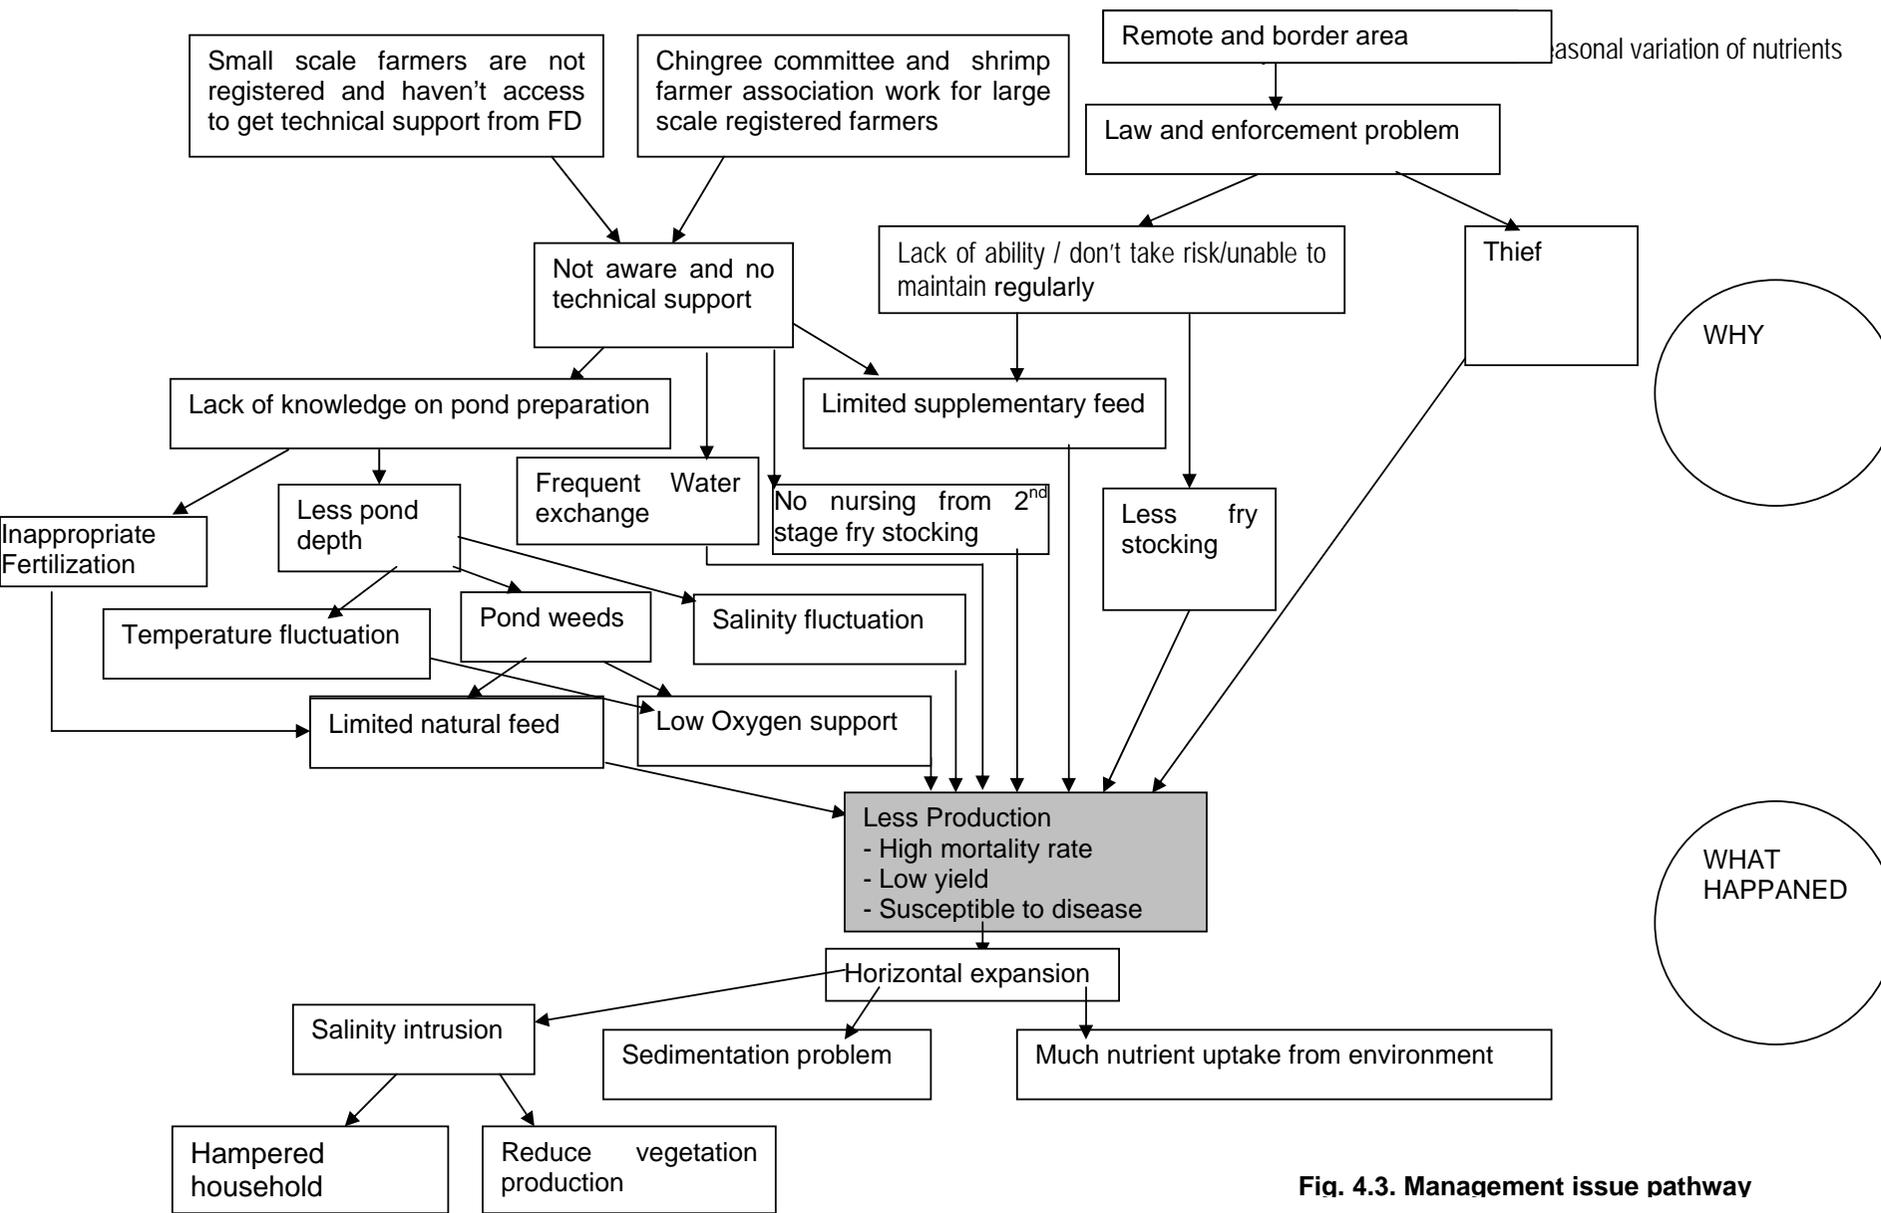 Small scale farmers are not
registered and haven't access
to get technical support from FD
Chingree committee and shrimp
farmer association work for large
scale registered farmers
Remote and border area
easonal variation of nutrients
Law and enforcement problem
Not aware and no
technical support
Lack of ability / don't take risk/unable to
maintain regularly
Thief
WHY
Lack of knowledge on pond preparation
Limited supplementary feed
Frequent Water
exchange
No nursing from 2nd
stage fry stocking
Less fry
stocking
Less pond
depth
Inappropriate
Fertilization
Temperature fluctuation
Pond weeds
Salinity fluctuation
Limited natural feed
Low Oxygen support
Less Production
- High mortality rate
- Low yield
- Susceptible to disease
WHAT
HAPPANED
Horizontal expansion
Salinity intrusion
Sedimentation problem
Much nutrient uptake from environment
Hampered
household
Reduce vegetation
production
Fig. 4.3. Management issue pathway